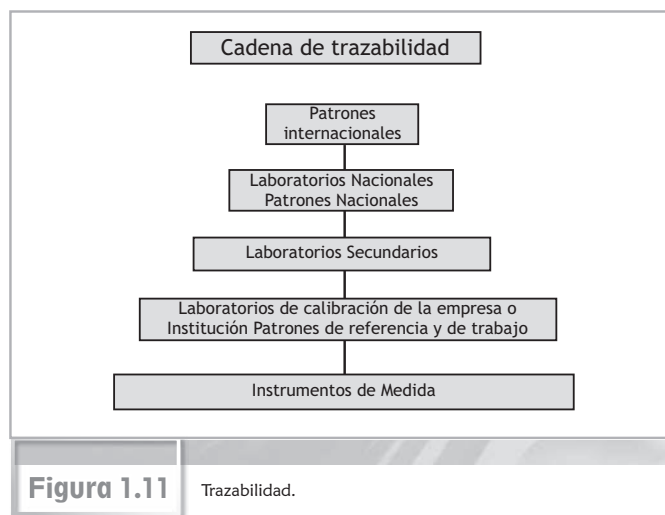 Cadena de trazabilidad
Patrones
internacionales
Laboratorios Nacionales
Patrones Nacionales
Laboratorios Secundarios
Laboratorios de calibración de la empresa o
Institución Patrones de referencia y de trabajo
Instrumentos de Medida
Figura 1.11
Trazabilidad.